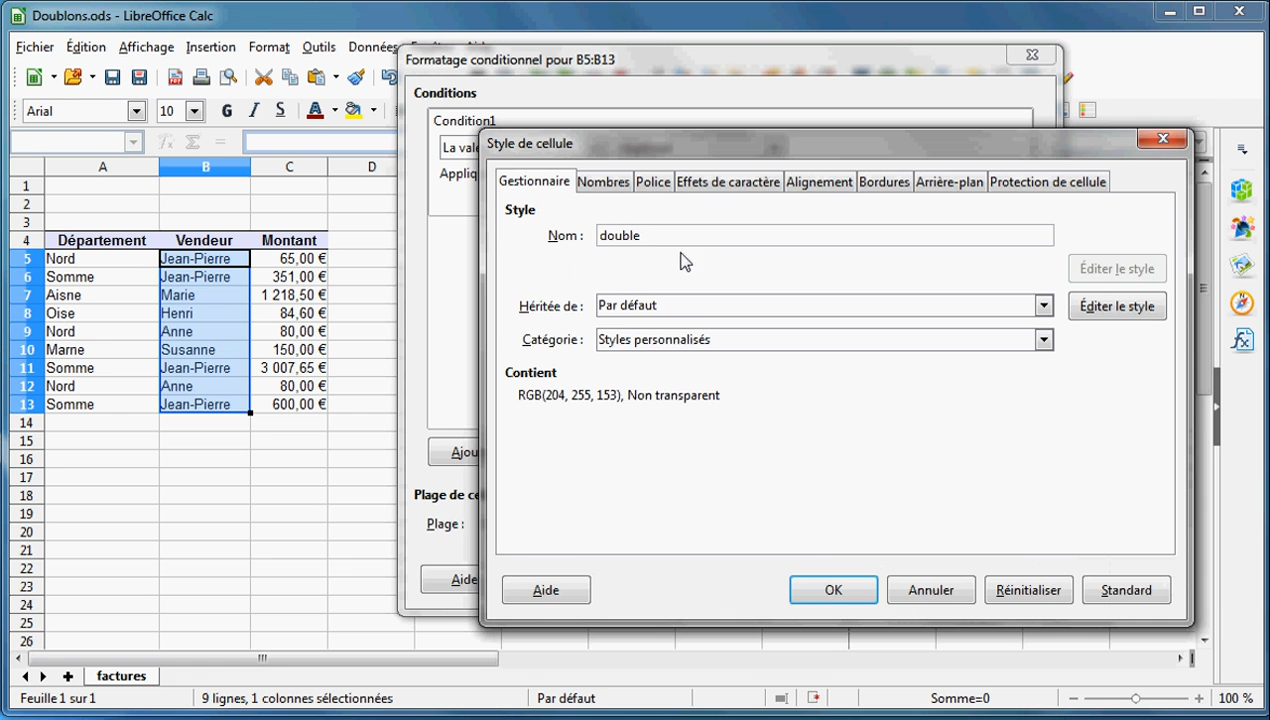 Doublons.ods - LibreOffice Calc
Fichier Édition Affichage Insertion Format Outils Données
Formatage conditionnel pour B5:B13
Conditions
Arial 10 G I S A
Condition1
La vale
Style de cellule
Appliq
Gestionnaire Nombres Police Effets de caractère Alignement Bordures Arrière-plan Protection de cellule
Style
Nom : double
Éditer le style
Héritée de : Par défaut Éditer le style
Catégorie : Styles personnalisés
Contient
RGB(204, 255, 153), Non transparent
Ajou
Plage de ce
Plage :
Aide
Aide OK Annuler Réinitialiser Standard
A B C D
1
2
3
4 Département Vendeur Montant
5 Nord Jean-Pierre 65,00 €
6 Somme Jean-Pierre 351,00 €
7 Aisne Marie 1 218,50 €
8 Oise Henri 84,60 €
9 Nord Anne 80,00 €
10 Marne Susanne 150,00 €
11 Somme Jean-Pierre 3 007,65 €
12 Nord Anne 80,00 €
13 Somme Jean-Pierre 600,00 €
14
15
16
17
18
19
20
21
22
23
24
25
26
factures
Feuille 1 sur 1 9 lignes, 1 colonnes sélectionnées Par défaut Somme=0 100 %